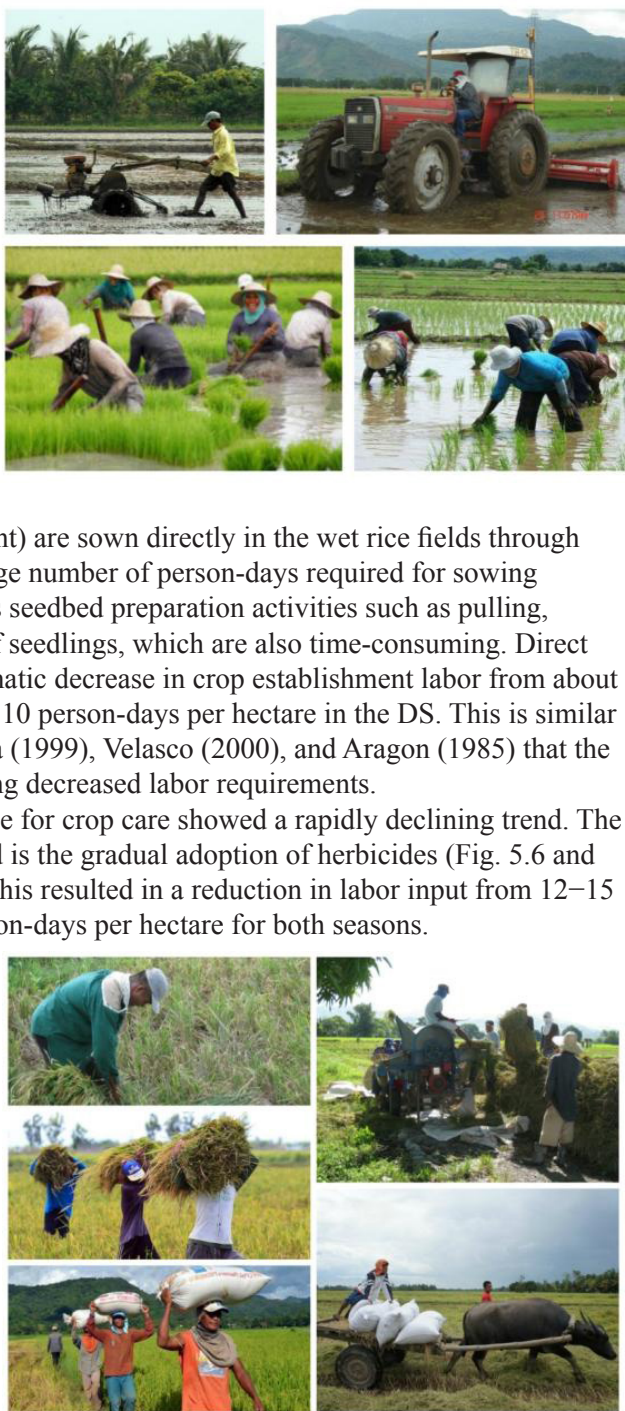 nt) are sown directly in the wet rice fields through
ge number of person-days required for sowing
s seedbed preparation activities such as pulling,
f seedlings, which are also time-consuming. Direct
matic decrease in crop establishment labor from about
10 person-days per hectare in the DS. This is similar
a (1999), Velasco (2000), and Aragon (1985) that the
ng decreased labor requirements.
e for crop care showed a rapidly declining trend. The
d is the gradual adoption of herbicides (Fig. 5.6 and
his resulted in a reduction in labor input from 12−15
on-days per hectare for both seasons.